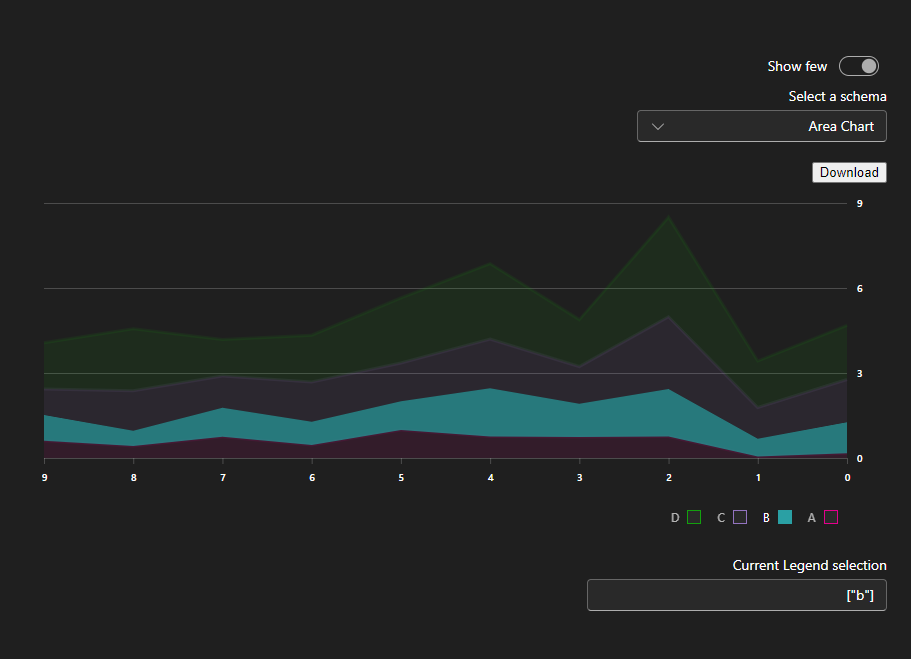 Show few
Select a schema
Area Chart
Download
9
6
3
0
9 8 7 6 5 4 3 2 1 0
D C B A
Current Legend selection
["b"]